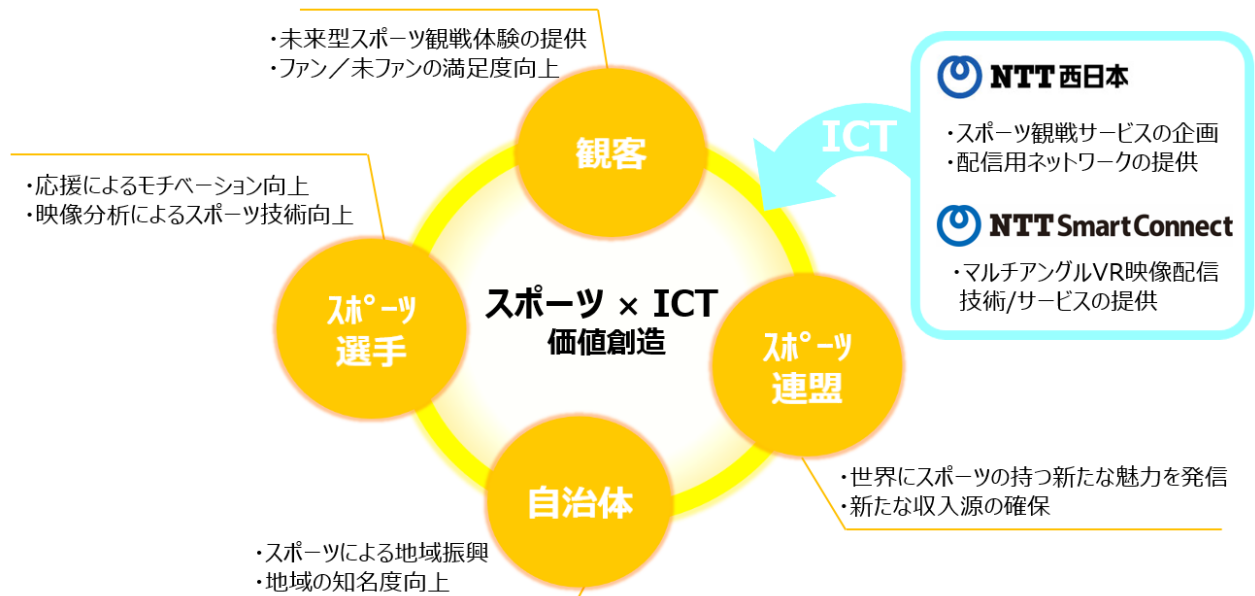 ・未来型スポーツ観戦体験の提供
・ファン／未ファンの満足度向上
観客
ICT
NTT西日本
・スポーツ観戦サービスの企画
・配信用ネットワークの提供
NTT SmartConnect
・マルチアングルVR映像配信
技術/サービスの提供
・応援によるモチベーション向上
・映像分析によるスポーツ技術向上
ｽﾎﾟｰﾂ
選手
スポーツ × ICT
価値創造
ｽﾎﾟｰﾂ
連盟
・世界にスポーツの持つ新たな魅力を発信
・新たな収入源の確保
自治体
・スポーツによる地域振興
・地域の知名度向上